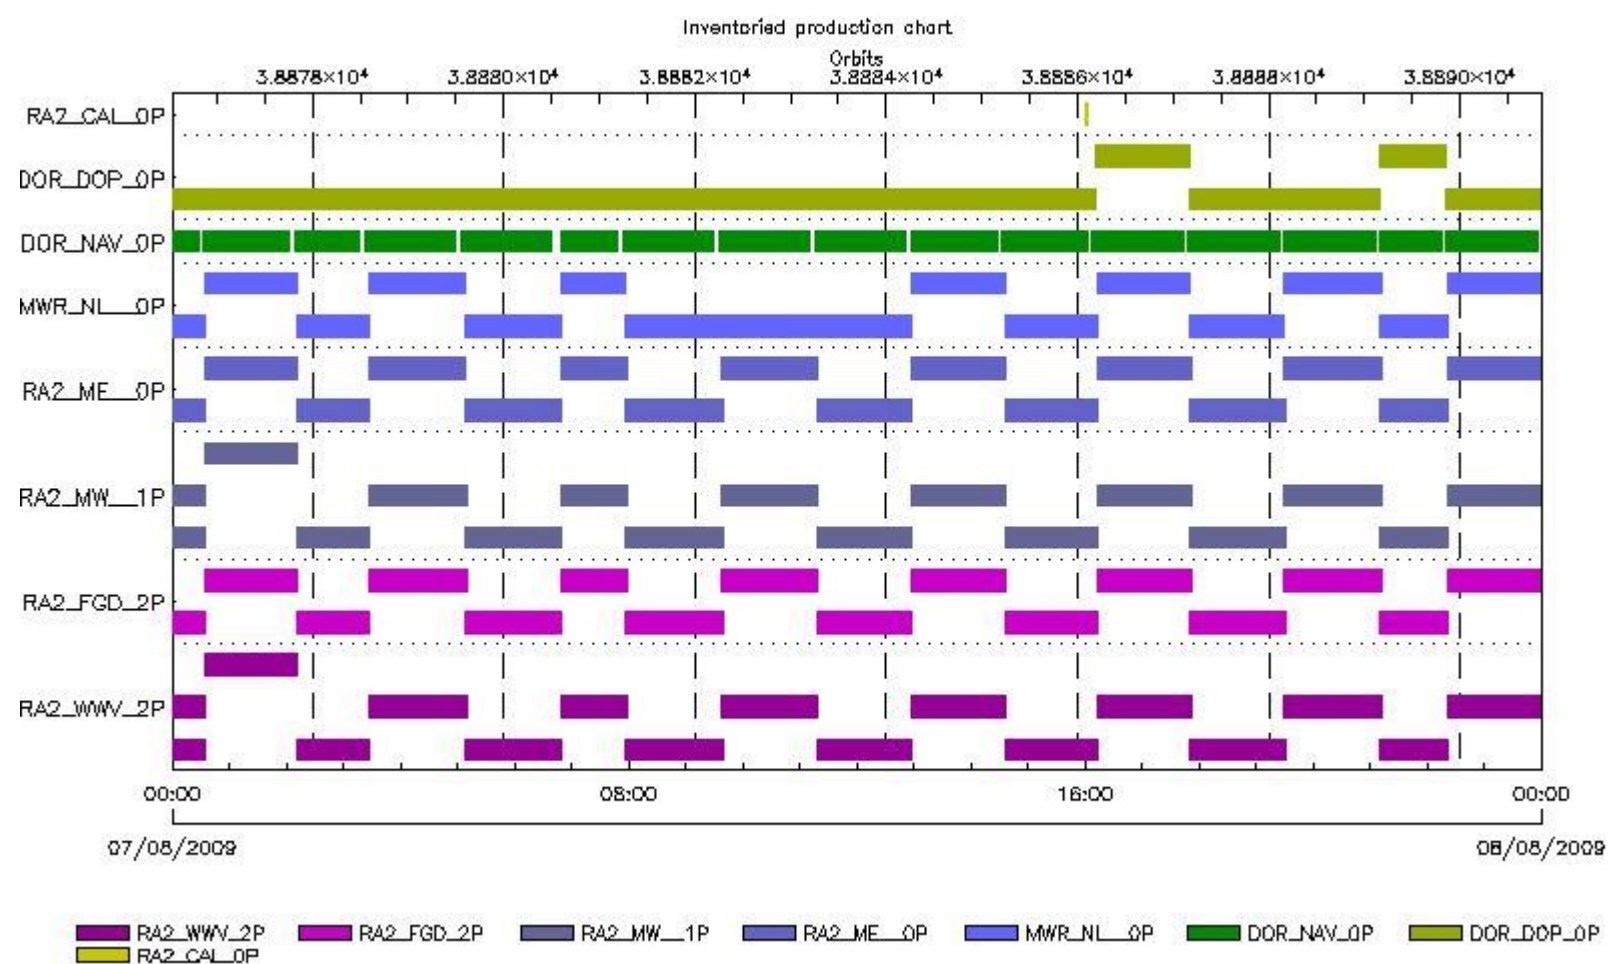 Inventoried production chart
Orbits
3.8878×10⁴ 3.8880×10⁴ 3.8882×10⁴ 3.8884×10⁴ 3.8886×10⁴ 3.8888×10⁴ 3.8890×10⁴
RA2_CAL_0P
DOR_DOP_0P
DOR_NAV_0P
MWR_NL__0P
RA2_ME__0P
RA2_MW__1P
RA2_FGD_2P
RA2_WWV_2P
00:00 08:00 16:00 00:00
07/08/2009 08/08/2009
RA2_WWV_2P RA2_FGD_2P RA2_MW__1P RA2_ME__0P MWR_NL__0P DOR_NAV_0P DOR_DOP_0P
RA2_CAL_0P